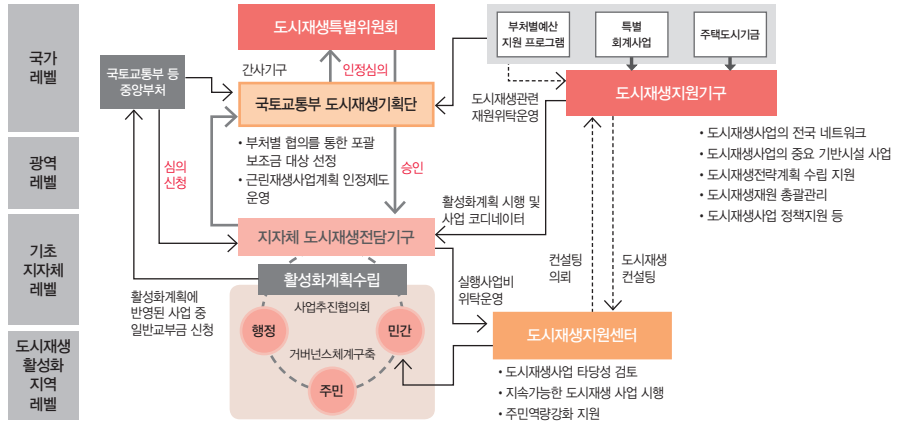 국가
레벨
광역
레벨
기초
지자체
레벨
도시재생
활성화
지역
레벨
국토교통부 등
중앙부처
도시재생특별위원회
간사기구
인정심의
국토교통부 도시재생기획단
• 부처별 협의를 통한 포괄
보조금 대상 선정
• 근린재생사업계획 인정제도
운영
심의
신청
승인
지자체 도시재생전담기구
활성화계획수립
사업추진협의회
행정
민간
거버넌스체계구축
주민
활성화계획에
반영된 사업 중
일반교부금 신청
부처별예산
지원 프로그램
특별
회계사업
주택도시기금
도시재생지원기구
도시재생관련
재원위탁운영
• 도시재생사업의 전국 네트워크
• 도시재생사업의 중요 기반시설 사업
• 도시재생전략계획 수립 지원
• 도시재생재원 총괄관리
• 도시재생사업 정책지원 등
활성화계획 시행 및
사업 코디네이터
컨설팅
의뢰
도시재생
컨설팅
실행사업비
위탁운영
도시재생지원센터
• 도시재생사업 타당성 검토
• 지속가능한 도시재생 사업 시행
• 주민역량강화 지원